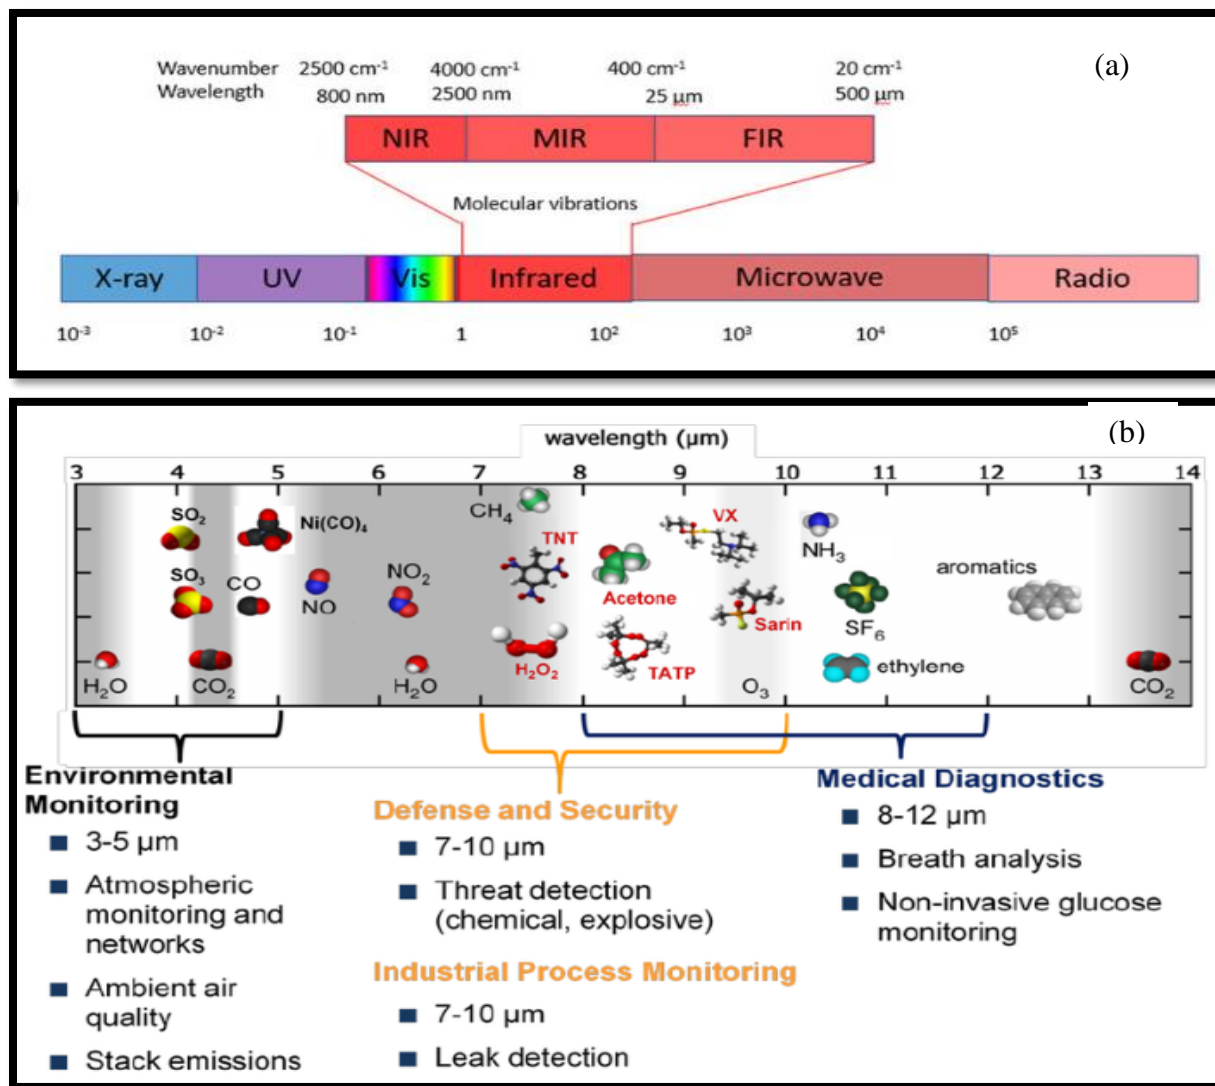 (a)
Wavenumber 2500 cm⁻¹ 4000 cm⁻¹ 400 cm⁻¹ 20 cm⁻¹
Wavelength 800 nm 2500 nm 25 µm 500 µm
NIR MIR FIR
Molecular vibrations
X-ray UV Vis Infrared Microwave Radio
10⁻³ 10⁻² 10⁻¹ 1 10² 10³ 10⁴ 10⁵
(b)
wavelength (µm)
3 4 5 6 7 8 9 10 11 12 13 14
SO₂ Ni(CO)₄ CH₄ TNT VX NH₃
SO₃ CO NO NO₂ Acetone Sarin SF₆ aromatics
H₂O CO₂ H₂O H₂O₂ TATP O₃ ethylene CO₂
Environmental
Monitoring
■ 3-5 µm
■ Atmospheric
monitoring and
networks
■ Ambient air
quality
■ Stack emissions
Defense and Security
■ 7-10 µm
■ Threat detection
(chemical, explosive)
Industrial Process Monitoring
■ 7-10 µm
■ Leak detection
Medical Diagnostics
■ 8-12 µm
■ Breath analysis
■ Non-invasive glucose
monitoring